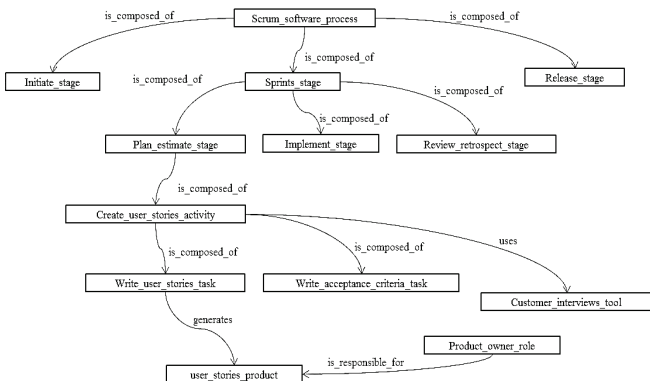 Scrum_software_process
is_composed_of
is_composed_of
is_composed_of
Initiate_stage
Sprints_stage
Release_stage
is_composed_of
is_composed_of
is_composed_of
Plan_estimate_stage
Implement_stage
Review_retrospect_stage
is_composed_of
Create_user_stories_activity
is_composed_of
is_composed_of
uses
Write_user_stories_task
Write_acceptance_criteria_task
Customer_interviews_tool
generates
Product_owner_role
is_responsible_for
user_stories_product